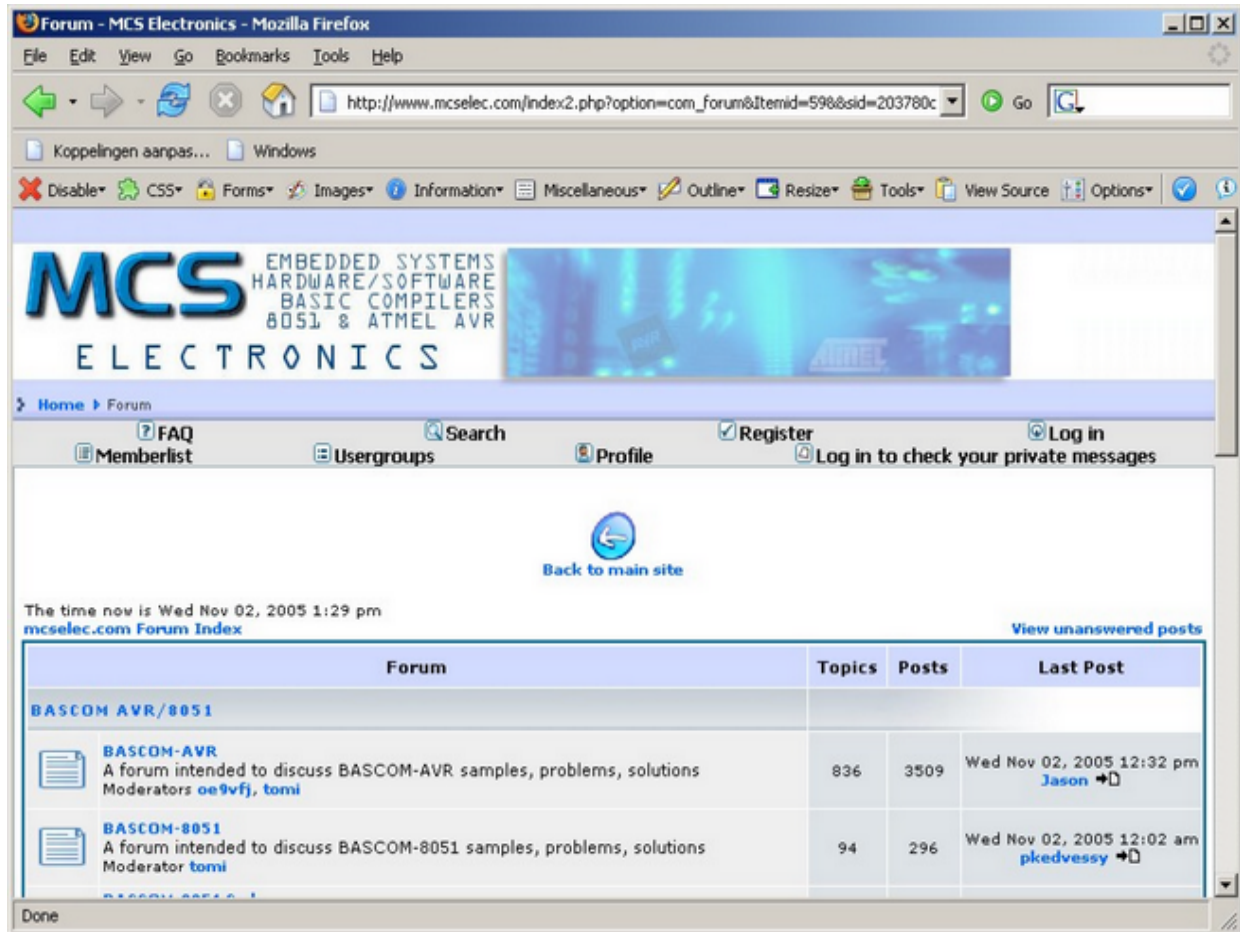 Forum - MCS Electronics - Mozilla Firefox
File Edit View Go Bookmarks Tools Help
http://www.mcselec.com/index2.php?option=com_forum&Itemid=598&sid=203780c Go G
Koppelingen aanpas... Windows
Disable CSS Forms Images Information Miscellaneous Outline Resize Tools View Source Options
MCS
EMBEDDED SYSTEMS
HARDWARE/SOFTWARE
BASIC COMPILERS
8051 & ATMEL AVR
ELECTRONICS
AVR
ATMEL
Home Forum
FAQ Search Register Log in
Memberlist Usergroups Profile Log in to check your private messages
Back to main site
The time now is Wed Nov 02, 2005 1:29 pm
mcselec.com Forum Index View unanswered posts
Forum Topics Posts Last Post
BASCOM AVR/8051
BASCOM-AVR
A forum intended to discuss BASCOM-AVR samples, problems, solutions
Moderators oe9vfj, tomi
836 3509 Wed Nov 02, 2005 12:32 pm
Jason
BASCOM-8051
A forum intended to discuss BASCOM-8051 samples, problems, solutions
Moderator tomi
94 296 Wed Nov 02, 2005 12:02 am
pkedvessy
Done